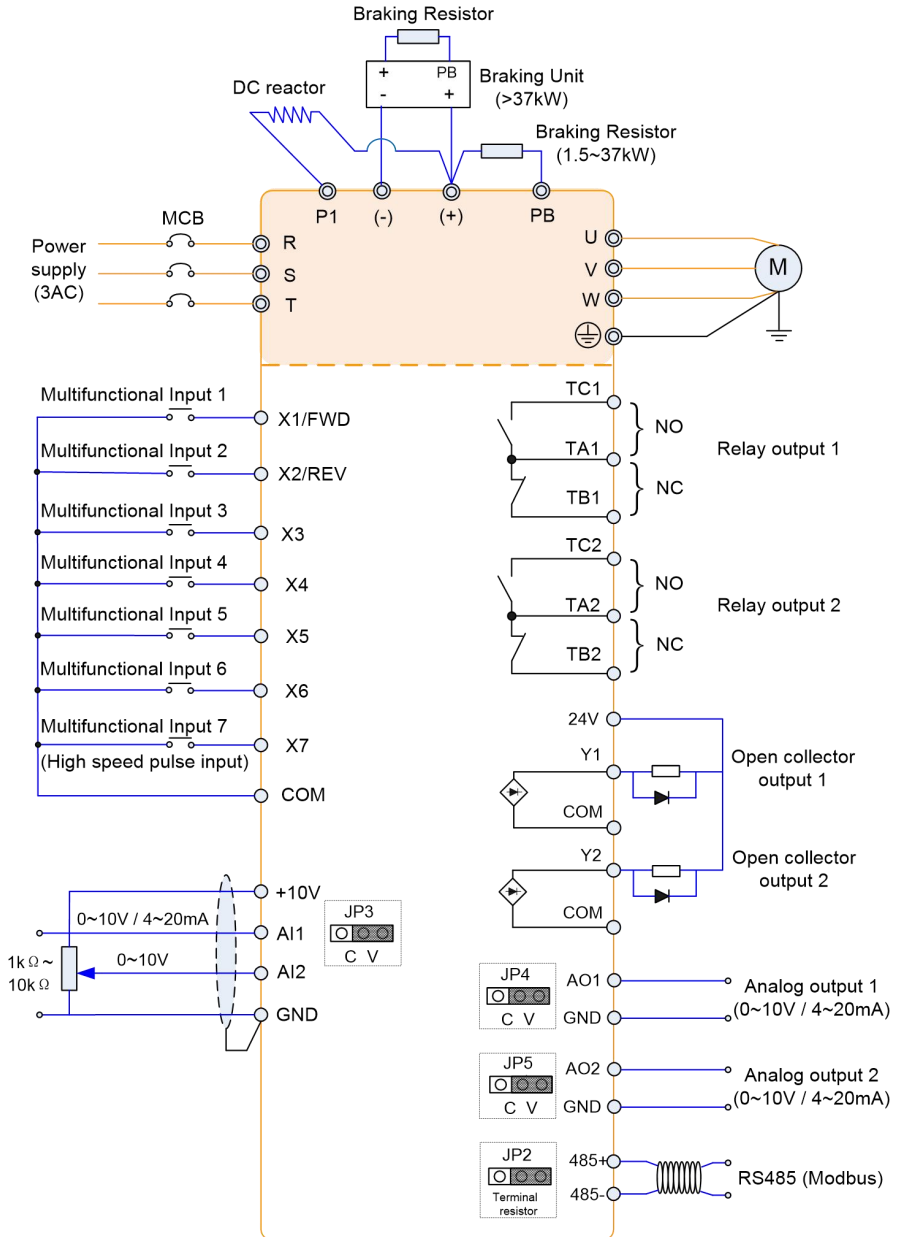 Braking Resistor
+ PB
- +
Braking Unit
(>37kW)
DC reactor
Braking Resistor
(1.5~37kW)
P1 (-) (+) PB
MCB
Power
supply
(3AC)
R
S
T
U
V
W
M
Multifunctional Input 1
X1/FWD
Multifunctional Input 2
X2/REV
Multifunctional Input 3
X3
Multifunctional Input 4
X4
Multifunctional Input 5
X5
Multifunctional Input 6
X6
Multifunctional Input 7
(High speed pulse input)
X7
COM
TC1
NO
TA1
Relay output 1
NC
TB1
TC2
NO
TA2
Relay output 2
NC
TB2
24V
Y1
Open collector
output 1
COM
Y2
Open collector
output 2
COM
+10V
0~10V / 4~20mA
AI1
JP3
C V
1kΩ~
10kΩ
0~10V
AI2
GND
JP4
C V
AO1
GND
Analog output 1
(0~10V / 4~20mA)
JP5
C V
AO2
GND
Analog output 2
(0~10V / 4~20mA)
JP2
Terminal
resistor
485+
485-
RS485 (Modbus)